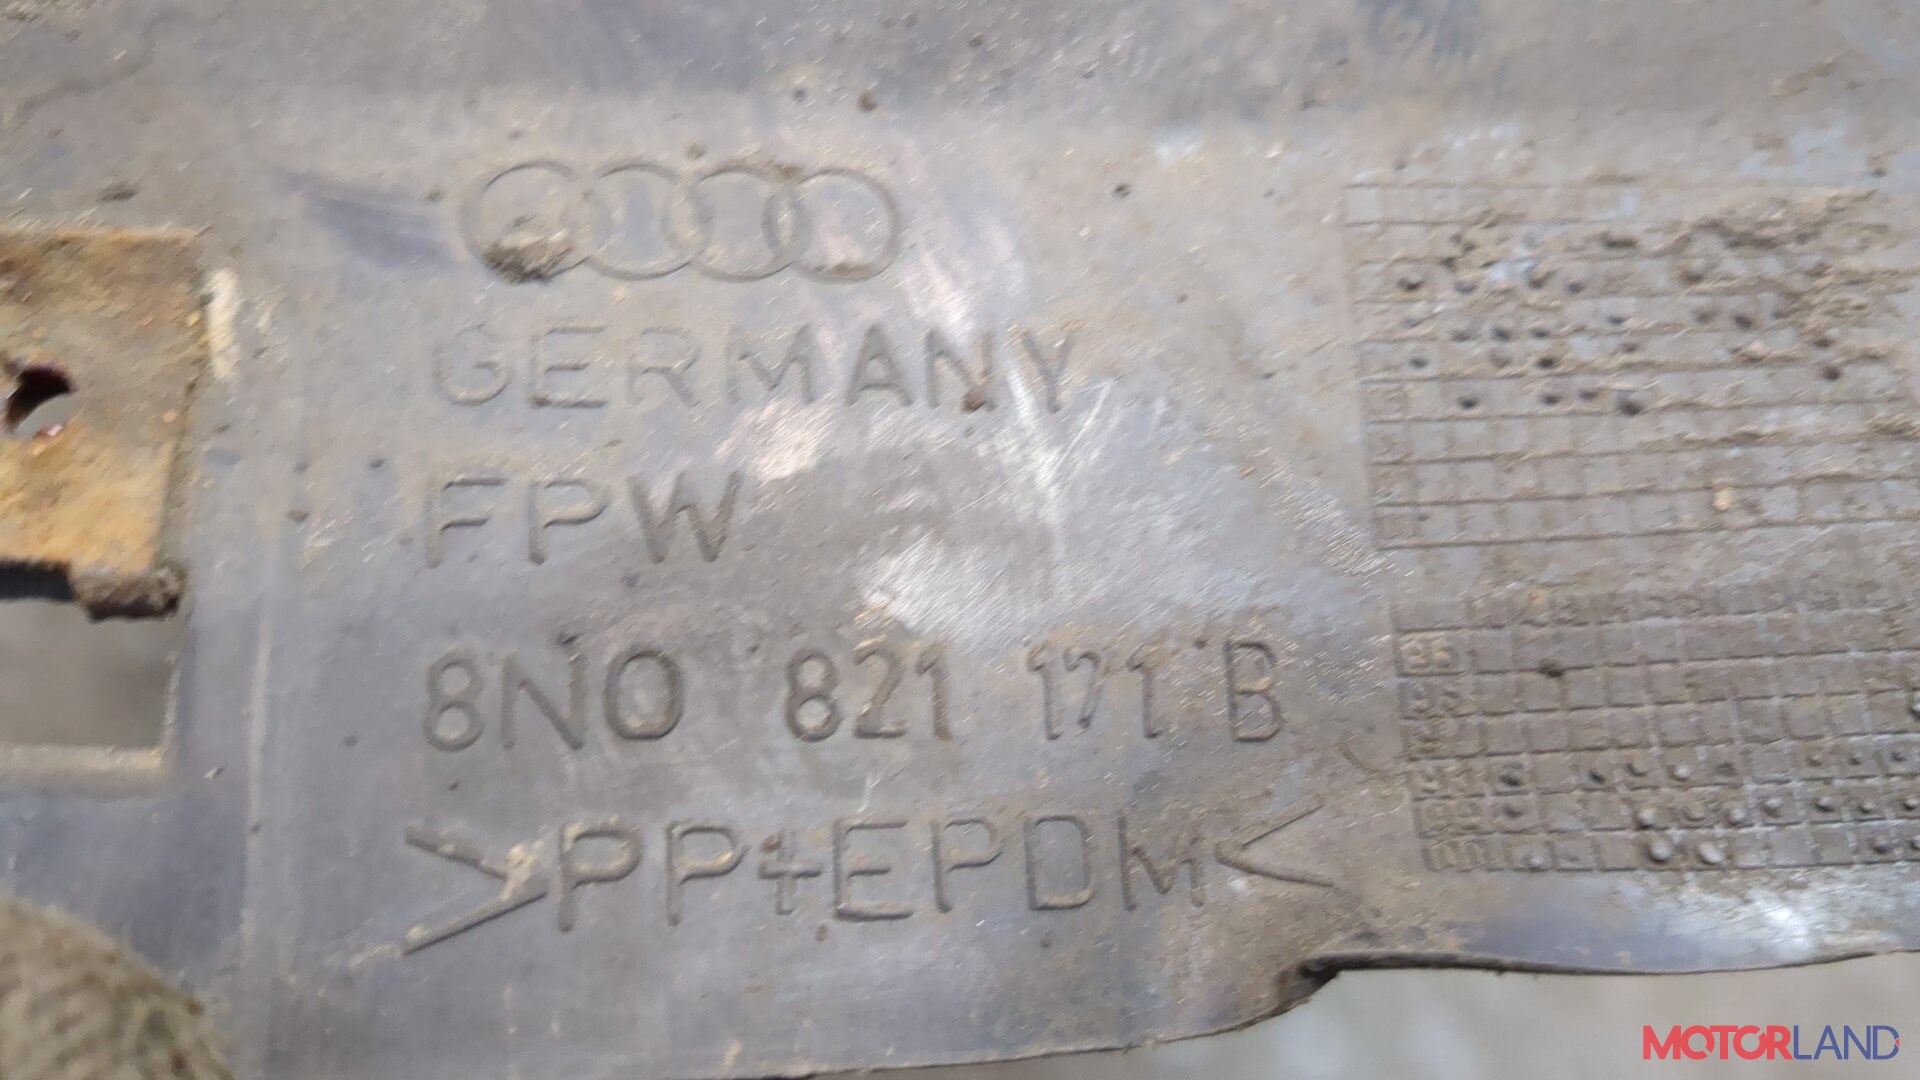 GERMANY
FPW
8N0 821 171 B
>PP+EPDM<
MOTORLAND